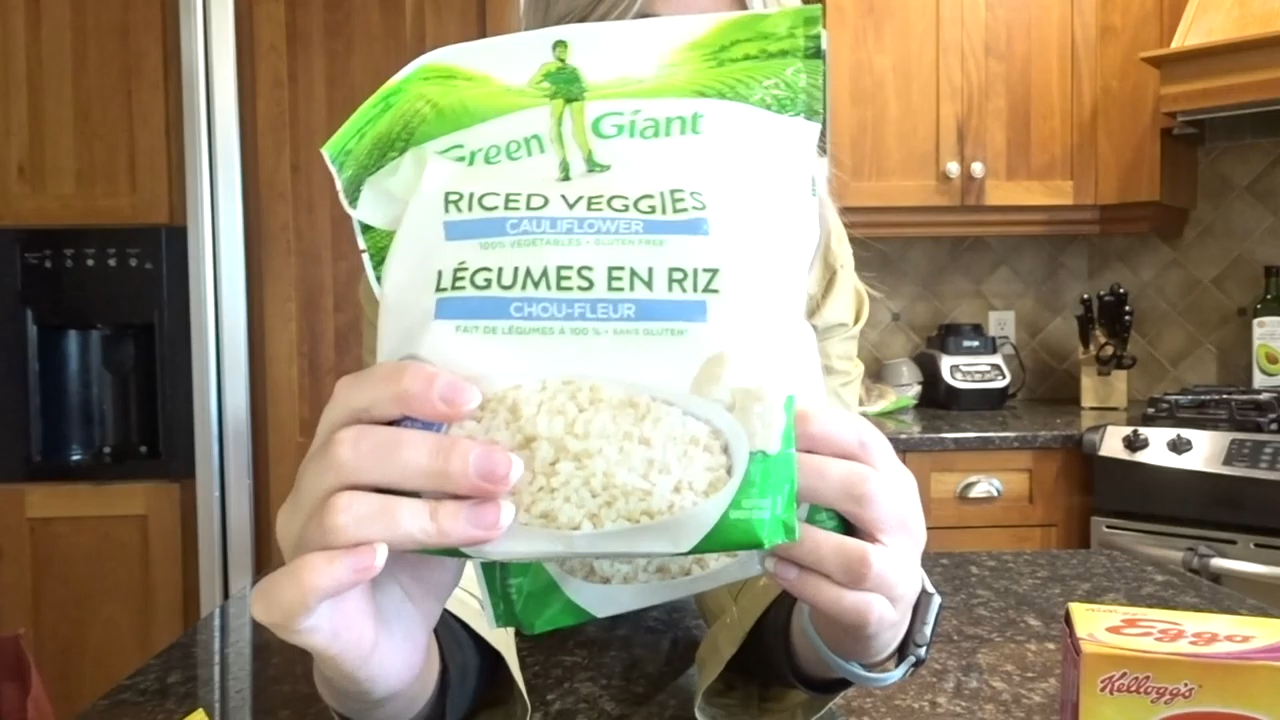 Green Giant
RICED VEGGIES
CAULIFLOWER
100% VEGETABLES • GLUTEN FREE
LÉGUMES EN RIZ
CHOU-FLEUR
FAIT DE LÉGUMES À 100 % • SANS GLUTEN
Kellogg's
Eggo
Kellogg's